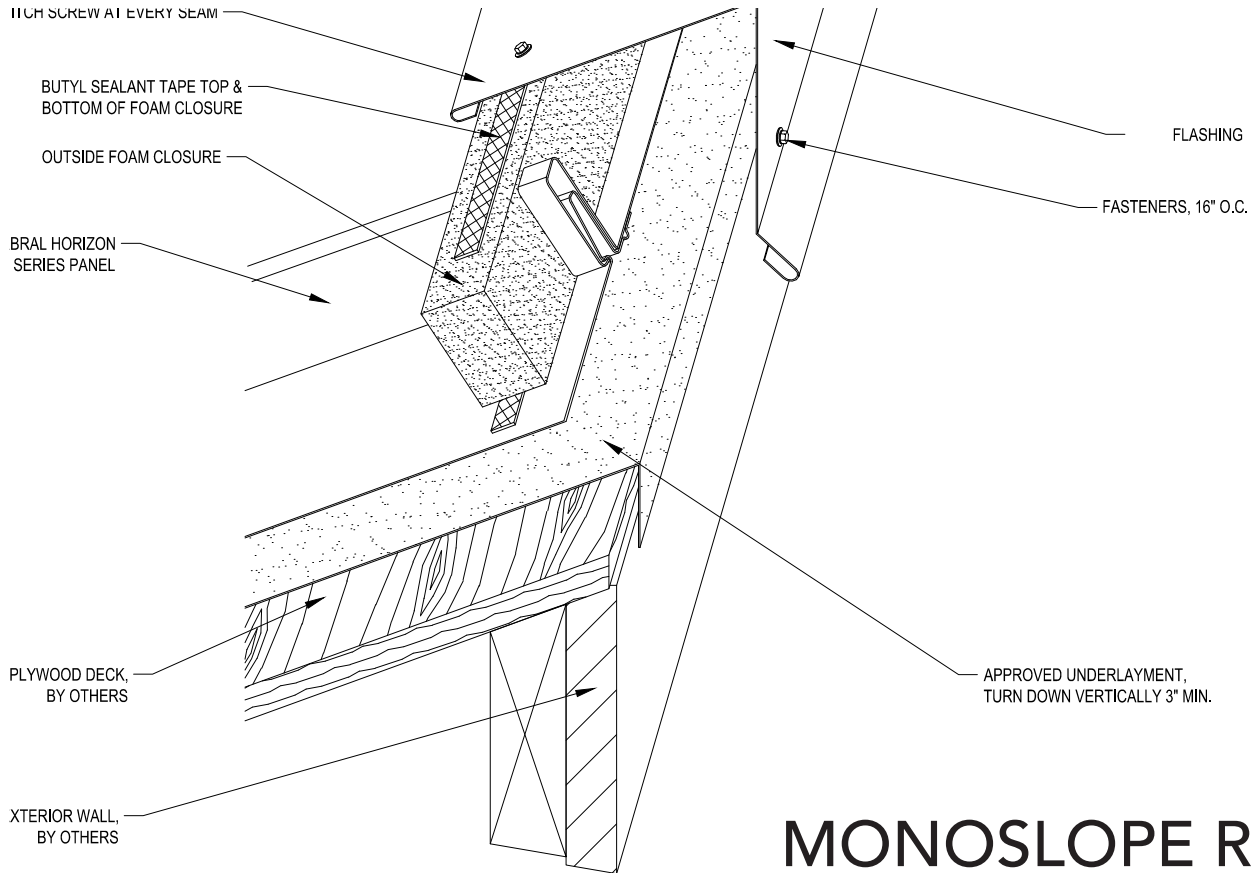 ITCH SCREW AT EVERY SEAM
BUTYL SEALANT TAPE TOP &
BOTTOM OF FOAM CLOSURE
OUTSIDE FOAM CLOSURE
BRAL HORIZON
SERIES PANEL
PLYWOOD DECK,
BY OTHERS
XTERIOR WALL,
BY OTHERS
FLASHING
FASTENERS, 16" O.C.
APPROVED UNDERLAYMENT,
TURN DOWN VERTICALLY 3" MIN.
MONOSLOPE R